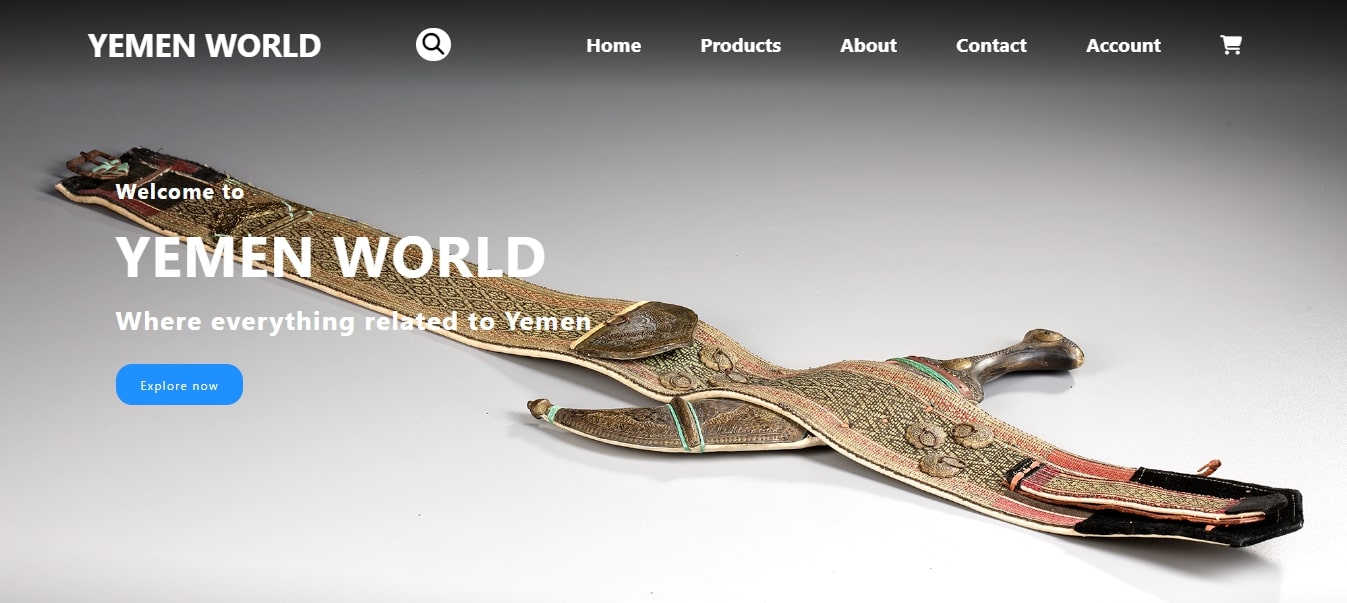 YEMEN WORLD
Home Products About Contact Account
Welcome to
YEMEN WORLD
Where everything related to Yemen
Explore now